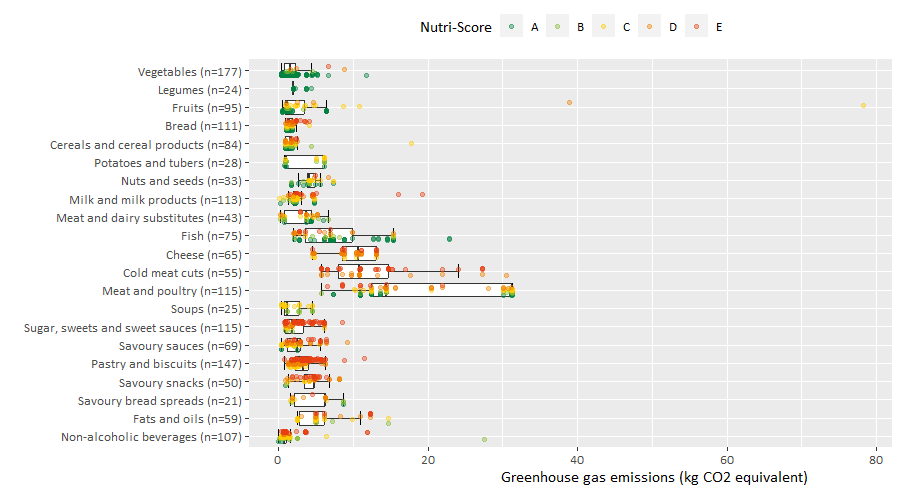 Nutri-Score A B C D E
Vegetables (n=177)
Legumes (n=24)
Fruits (n=95)
Bread (n=111)
Cereals and cereal products (n=84)
Potatoes and tubers (n=28)
Nuts and seeds (n=33)
Milk and milk products (n=113)
Meat and dairy substitutes (n=43)
Fish (n=75)
Cheese (n=65)
Cold meat cuts (n=55)
Meat and poultry (n=115)
Soups (n=25)
Sugar, sweets and sweet sauces (n=115)
Savoury sauces (n=69)
Pastry and biscuits (n=147)
Savoury snacks (n=50)
Savoury bread spreads (n=21)
Fats and oils (n=59)
Non-alcoholic beverages (n=107)
0 20 40 60 80
Greenhouse gas emissions (kg CO2 equivalent)